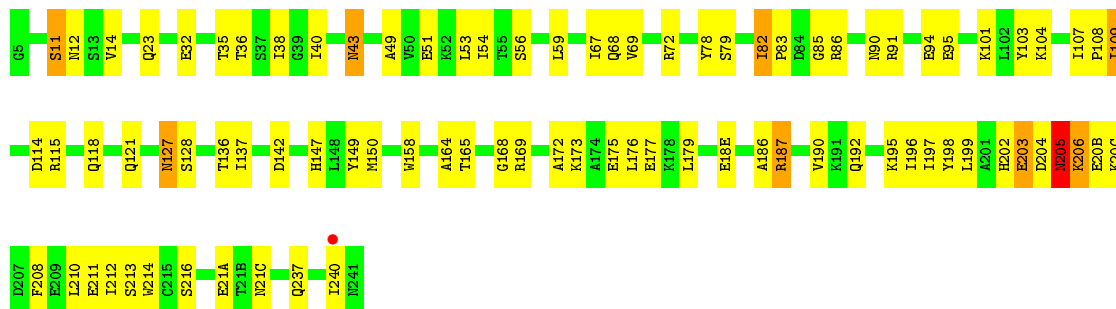 G5 S11 N12 S13 V14 Q23 E32 T35 T36 S37 I38 G39 I40 N43 A49 V50 E51 K52 L53 I54 T55 S56 L59 I67 Q68 V69 R72 Y78 S79 I82 P83 D84 G85 R86 N90 R91 E94 E95 K101 L102 Y103 K104 I107 P108 I109
D114 R115 Q118 Q121 N127 S128 T136 I137 D142 H147 L148 Y149 M150 W158 A164 T165 G168 R169 A172 K173 A174 E175 L176 E177 K178 L179 E18E A186 R187 V190 K191 Q192 K195 I196 I197 Y198 L199 A201 H202 E203 D204 N205 K206 E20B K20C
D207 F208 E209 L210 E211 I212 S213 W214 C215 S216 E21A T21B N21C Q237 I240 N241